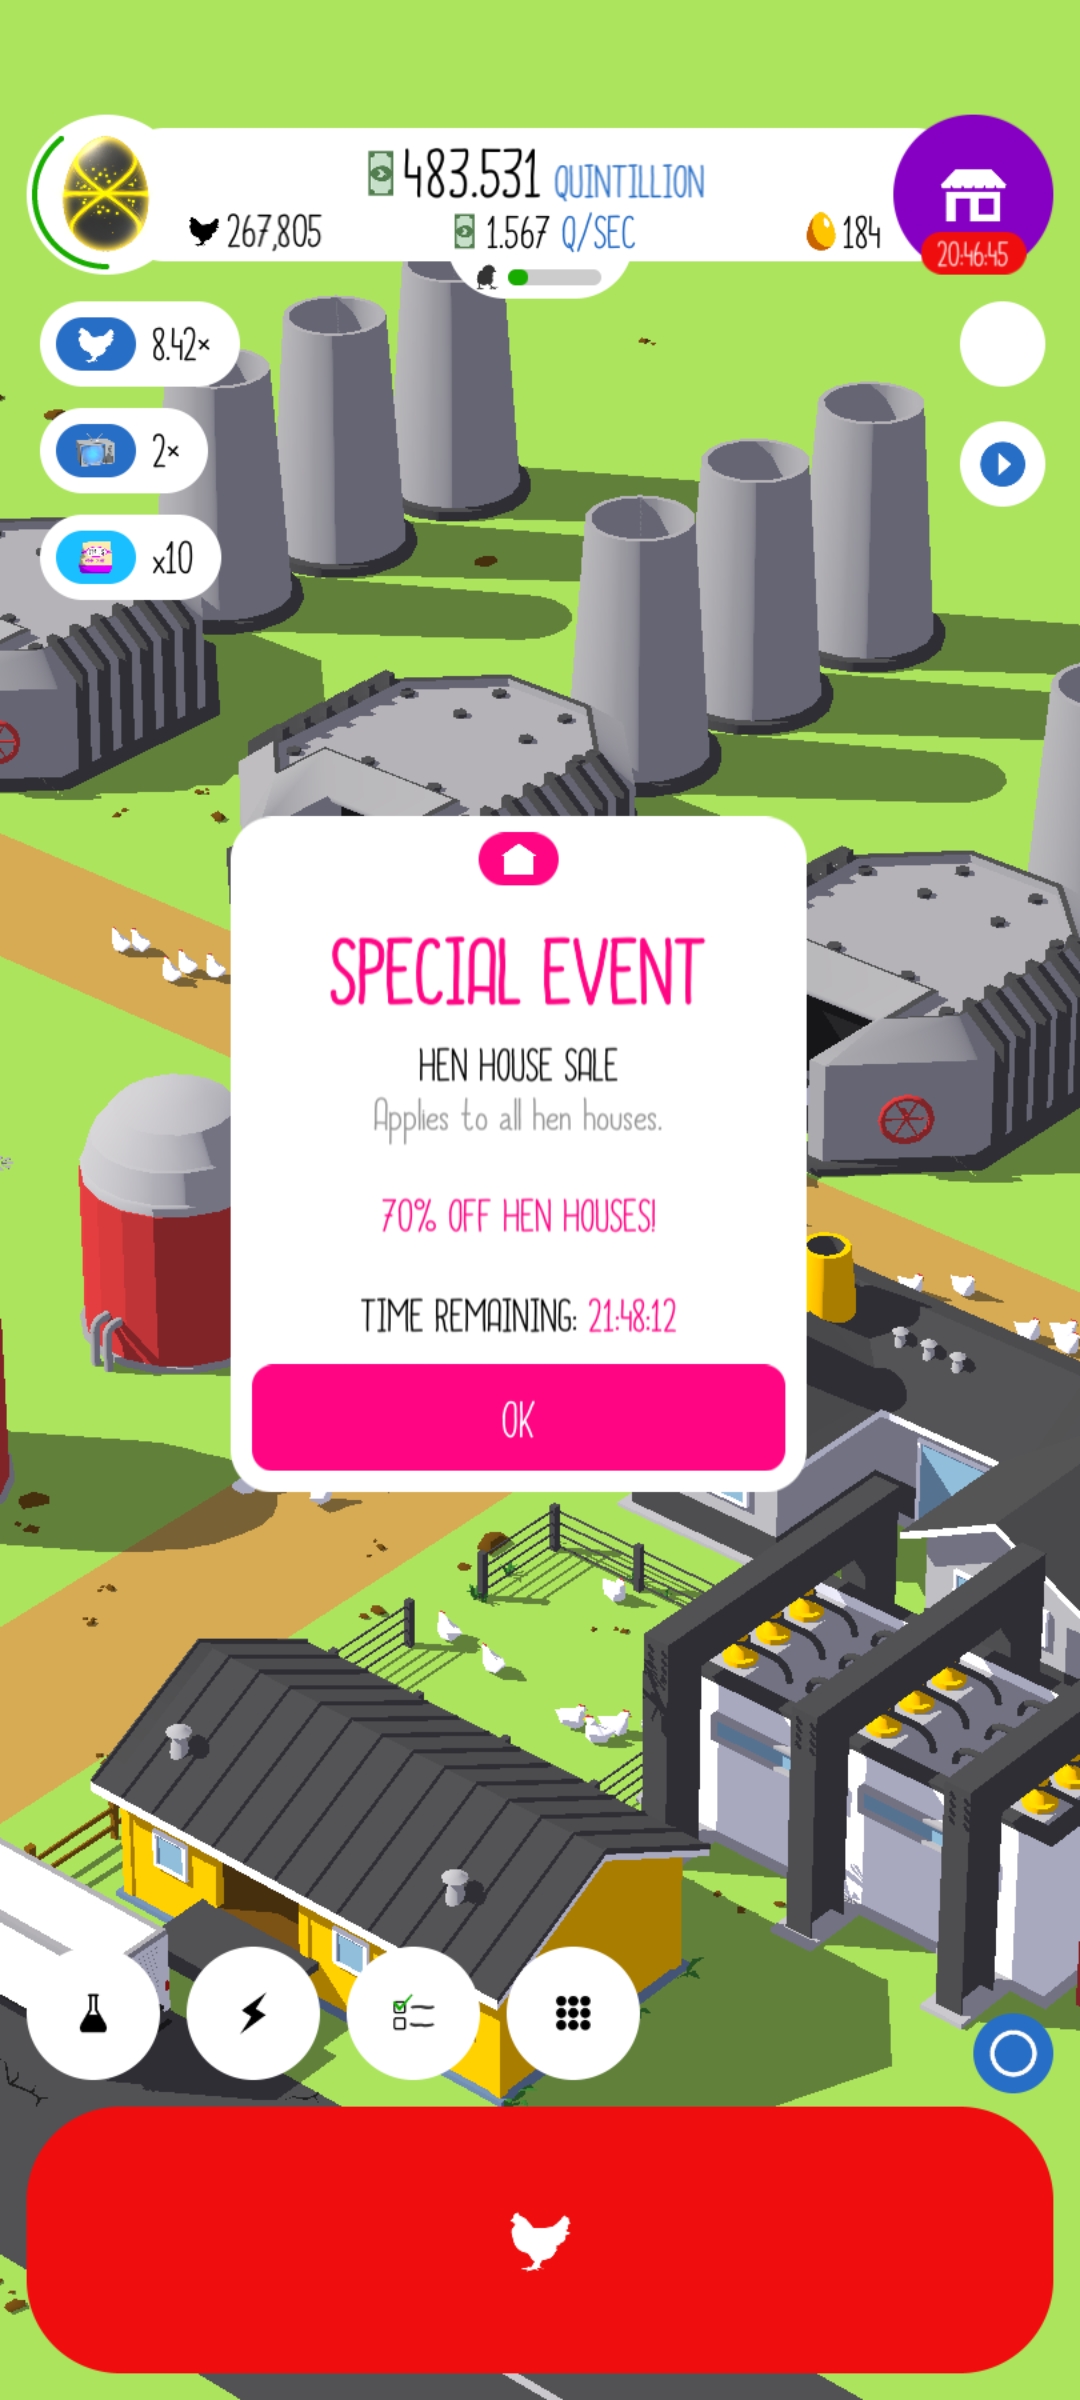 483.531 QUINTILLION
267,805
1.567 Q/SEC
184
20:46:45
8.42×
2×
x10
SPECIAL EVENT
HEN HOUSE SALE
Applies to all hen houses.
70% OFF HEN HOUSES!
TIME REMAINING: 21:48:12
OK